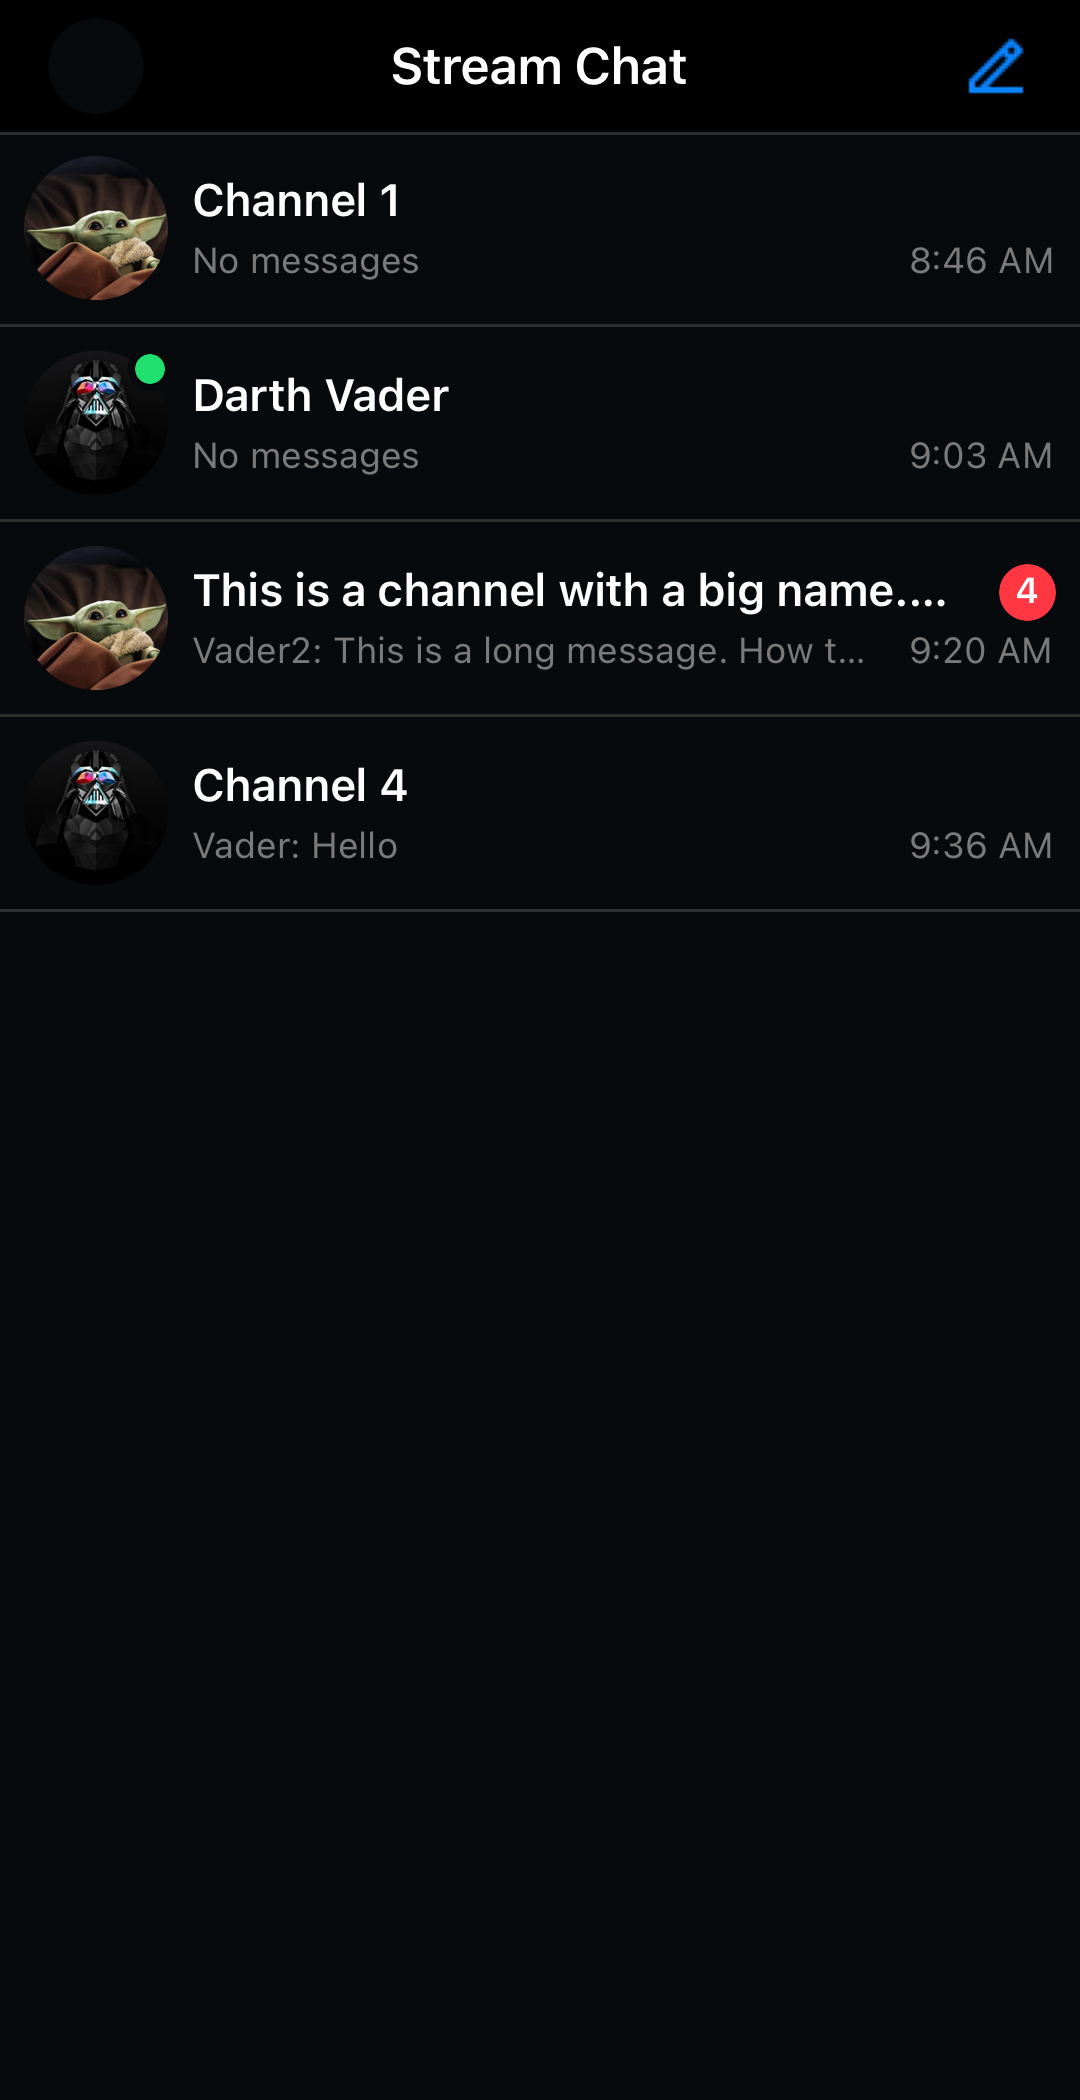 Stream Chat
Channel 1
No messages
8:46 AM
Darth Vader
No messages
9:03 AM
This is a channel with a big name....
4
Vader2: This is a long message. How t...
9:20 AM
Channel 4
Vader: Hello
9:36 AM